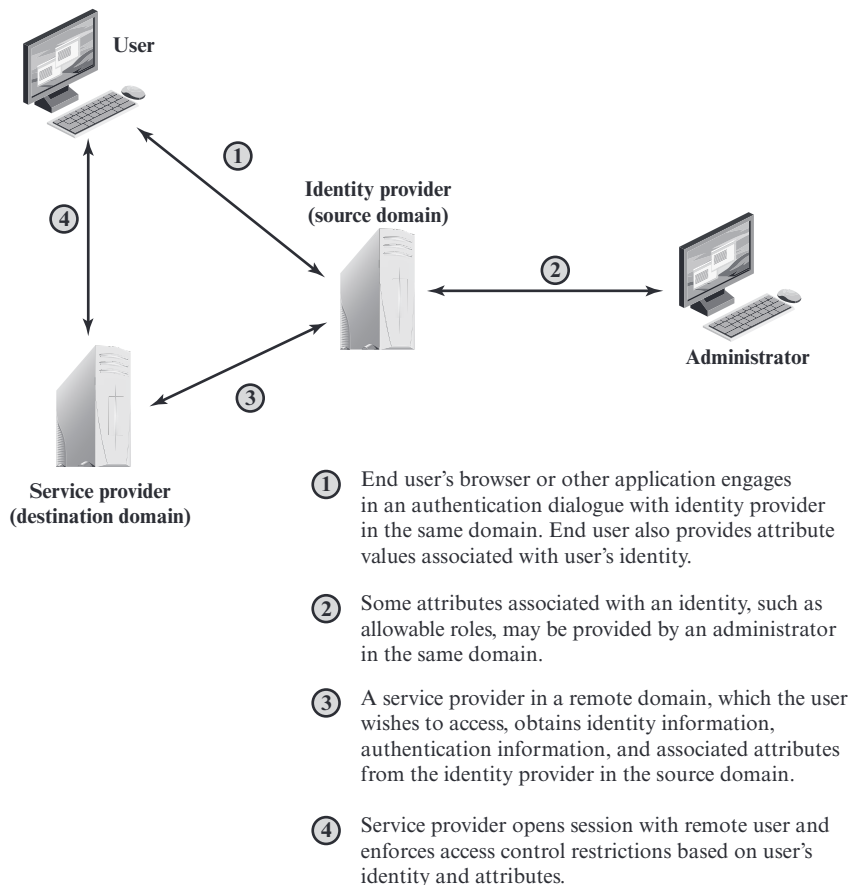 User
1
Identity provider
(source domain)
4
2
Administrator
3
Service provider
(destination domain)
1 End user’s browser or other application engages
in an authentication dialogue with identity provider
in the same domain. End user also provides attribute
values associated with user’s identity.
2 Some attributes associated with an identity, such as
allowable roles, may be provided by an administrator
in the same domain.
3 A service provider in a remote domain, which the user
wishes to access, obtains identity information,
authentication information, and associated attributes
from the identity provider in the source domain.
4 Service provider opens session with remote user and
enforces access control restrictions based on user’s
identity and attributes.